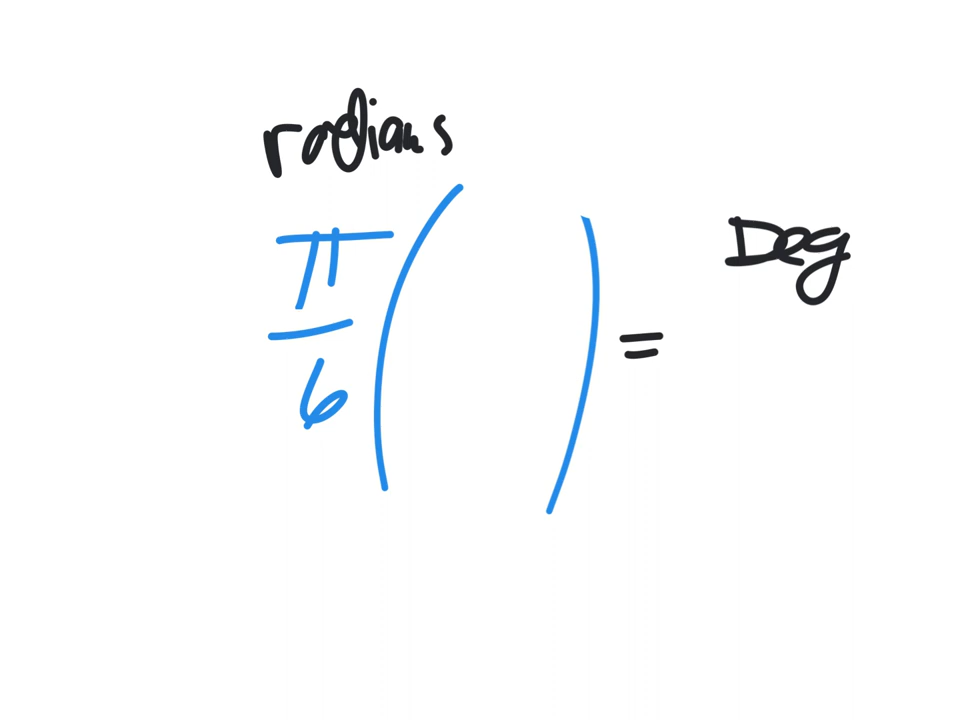 radians
π/6 (    ) = Deg